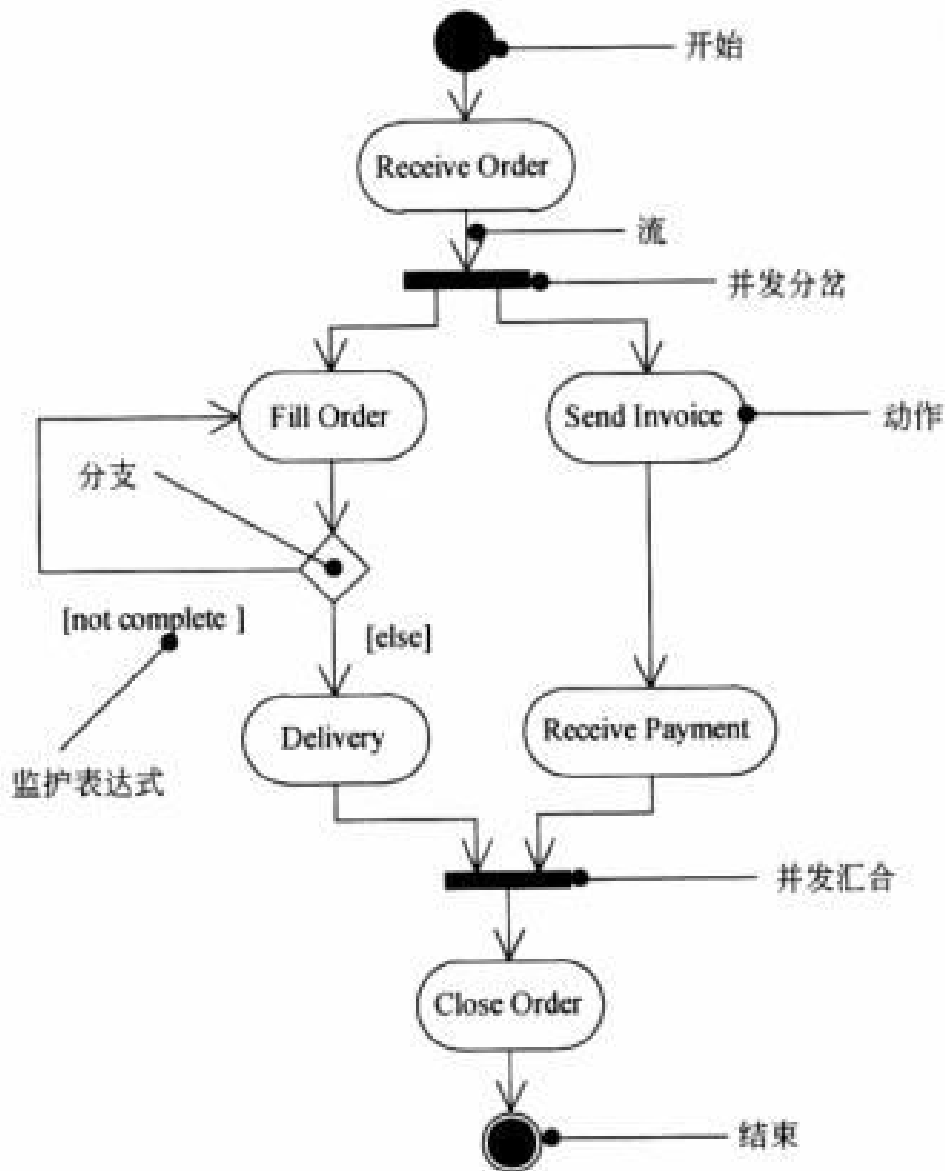 开始
Receive Order
流
并发分岔
Fill Order
Send Invoice
动作
分支
[not complete ]
[else]
Delivery
Receive Payment
监护表达式
并发汇合
Close Order
结束